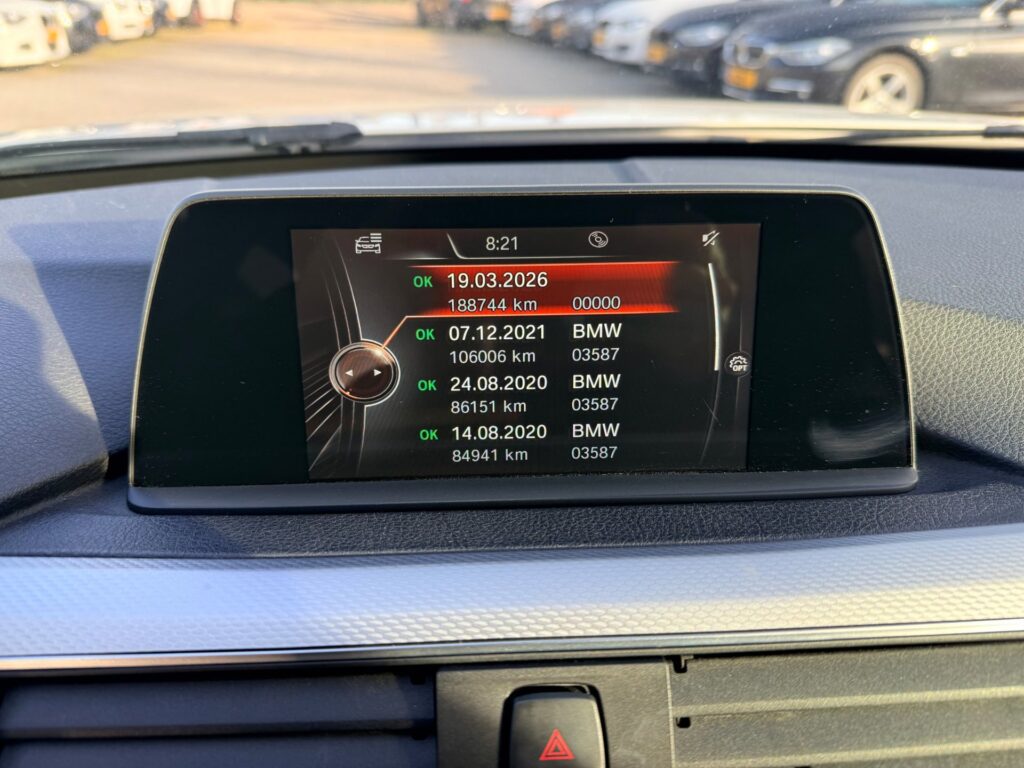 8:21
OK 19.03.2026
188744 km 00000
OK 07.12.2021 BMW
106006 km 03587
OPT
OK 24.08.2020 BMW
86151 km 03587
OK 14.08.2020 BMW
84941 km 03587